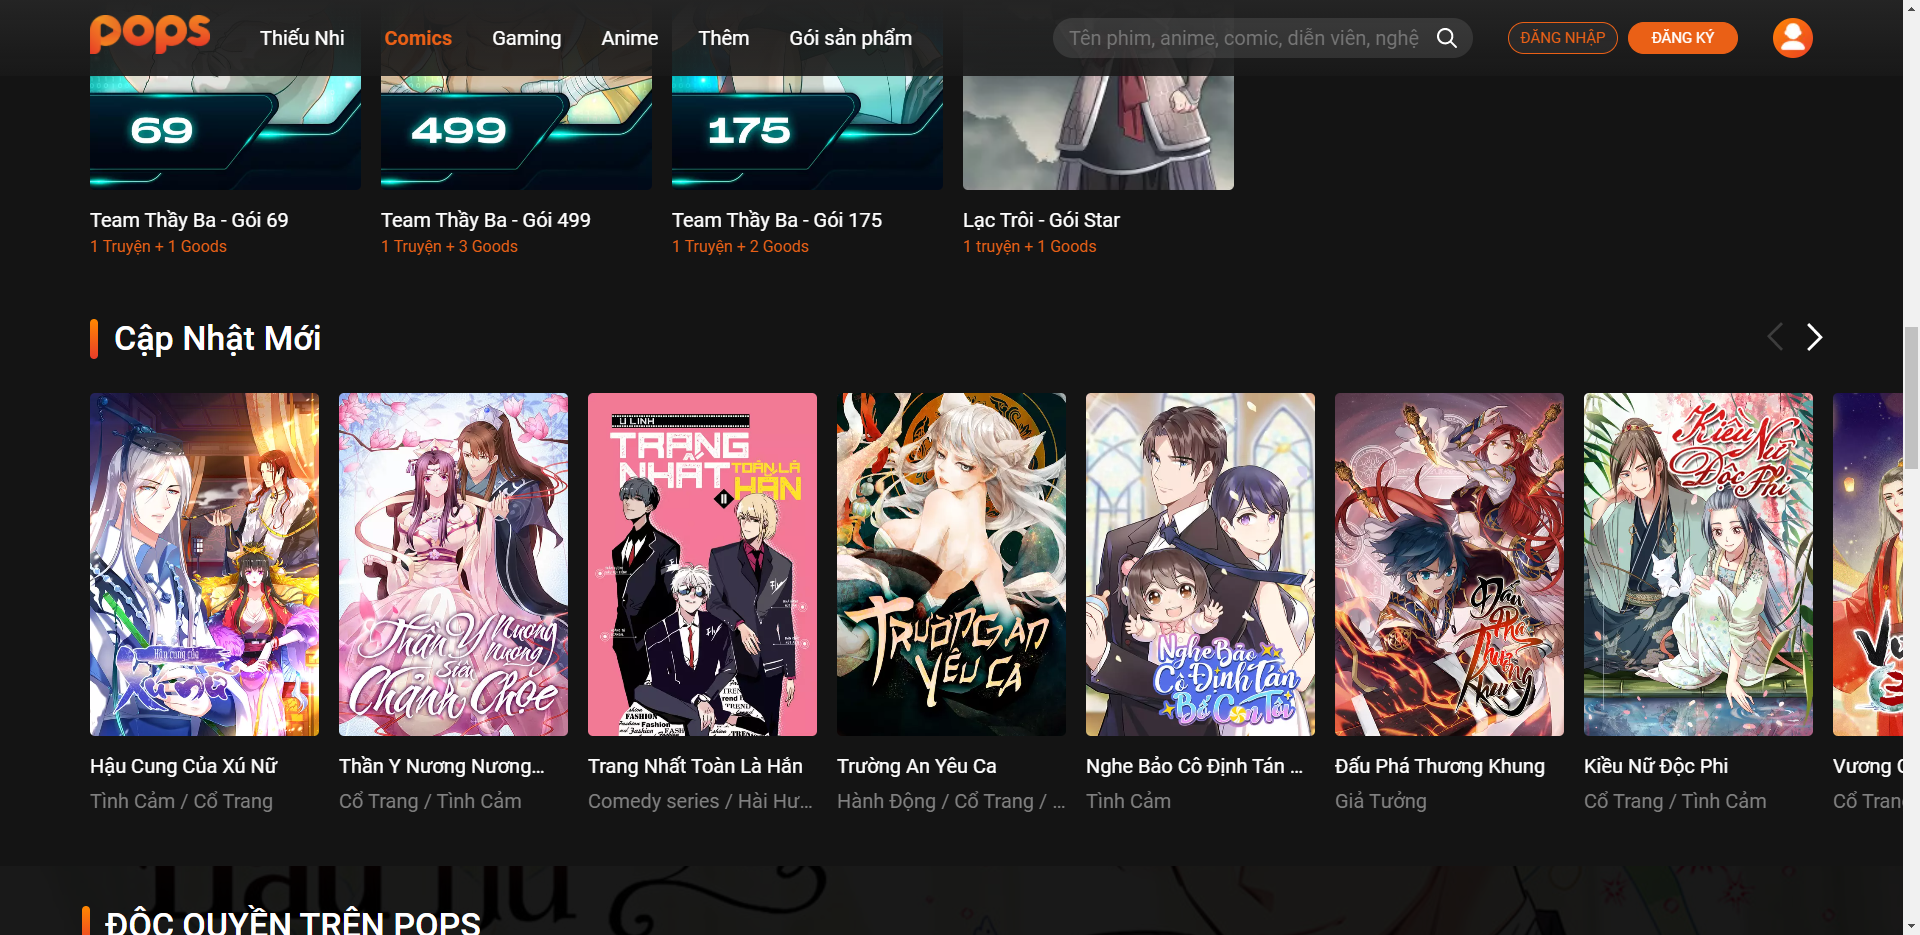 POPS
Thiếu Nhi
Comics
Gaming
Anime
Thêm
Gói sản phẩm
Tên phim, anime, comic, diễn viên, nghệ
ĐĂNG NHẬP
ĐĂNG KÝ
69
499
175
Team Thầy Ba - Gói 69
1 Truyện + 1 Goods
Team Thầy Ba - Gói 499
1 Truyện + 3 Goods
Team Thầy Ba - Gói 175
1 Truyện + 2 Goods
Lạc Trôi - Gói Star
1 truyện + 1 Goods
Cập Nhật Mới
Hậu cung của
Xú Nữ
Thần Y Nương Nương
Siêu
Chảnh Chọe
U LINH
TRANG
NHẤT TOÀN LÀ
HẮN
II
FASHION
TRƯỜNG AN
YÊU CA
Nghe Bảo
Cô Định Tán
Bố Con Tôi
Đấu
Phá
Thương
Khung
Kiều Nữ
Độc Phi
Hậu Cung Của Xú Nữ
Tình Cảm / Cổ Trang
Thần Y Nương Nương...
Cổ Trang / Tình Cảm
Trang Nhất Toàn Là Hắn
Comedy series / Hài Hư...
Trường An Yêu Ca
Hành Động / Cổ Trang / ...
Nghe Bảo Cô Định Tán ...
Tình Cảm
Đấu Phá Thương Khung
Giả Tưởng
Kiều Nữ Độc Phi
Cổ Trang / Tình Cảm
Vương
Cổ Tran
ĐỘC QUYỀN TRÊN POPS